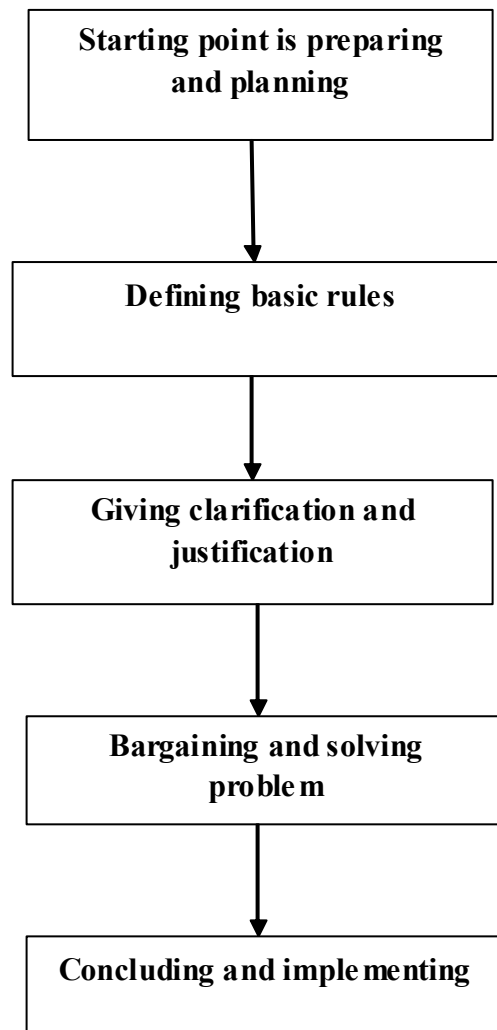 Starting point is preparing
and planning
Defining basic rules
Giving clarification and
justification
Bargaining and solving
problem
Concluding and implementing